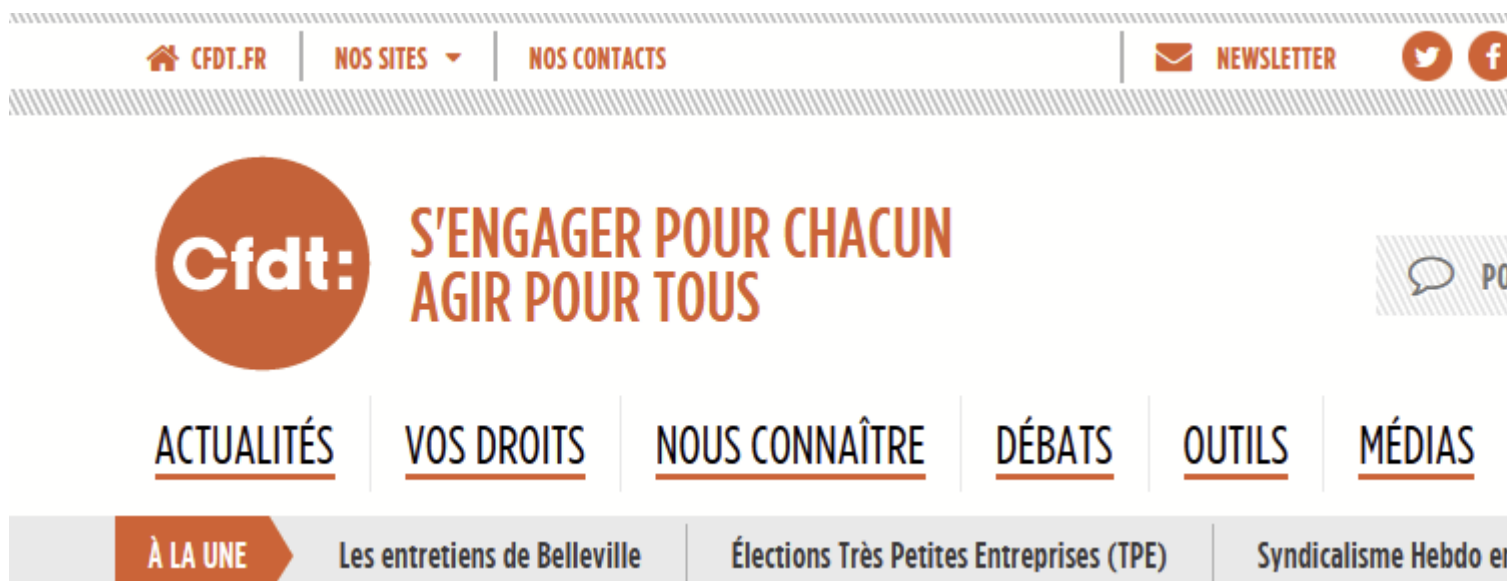 CFDT.FR NOS SITES NOS CONTACTS NEWSLETTER
Cfdt:
S'ENGAGER POUR CHACUN
AGIR POUR TOUS
ACTUALITÉS VOS DROITS NOUS CONNAÎTRE DÉBATS OUTILS MÉDIAS
À LA UNE Les entretiens de Belleville Élections Très Petites Entreprises (TPE) Syndicalisme Hebdo